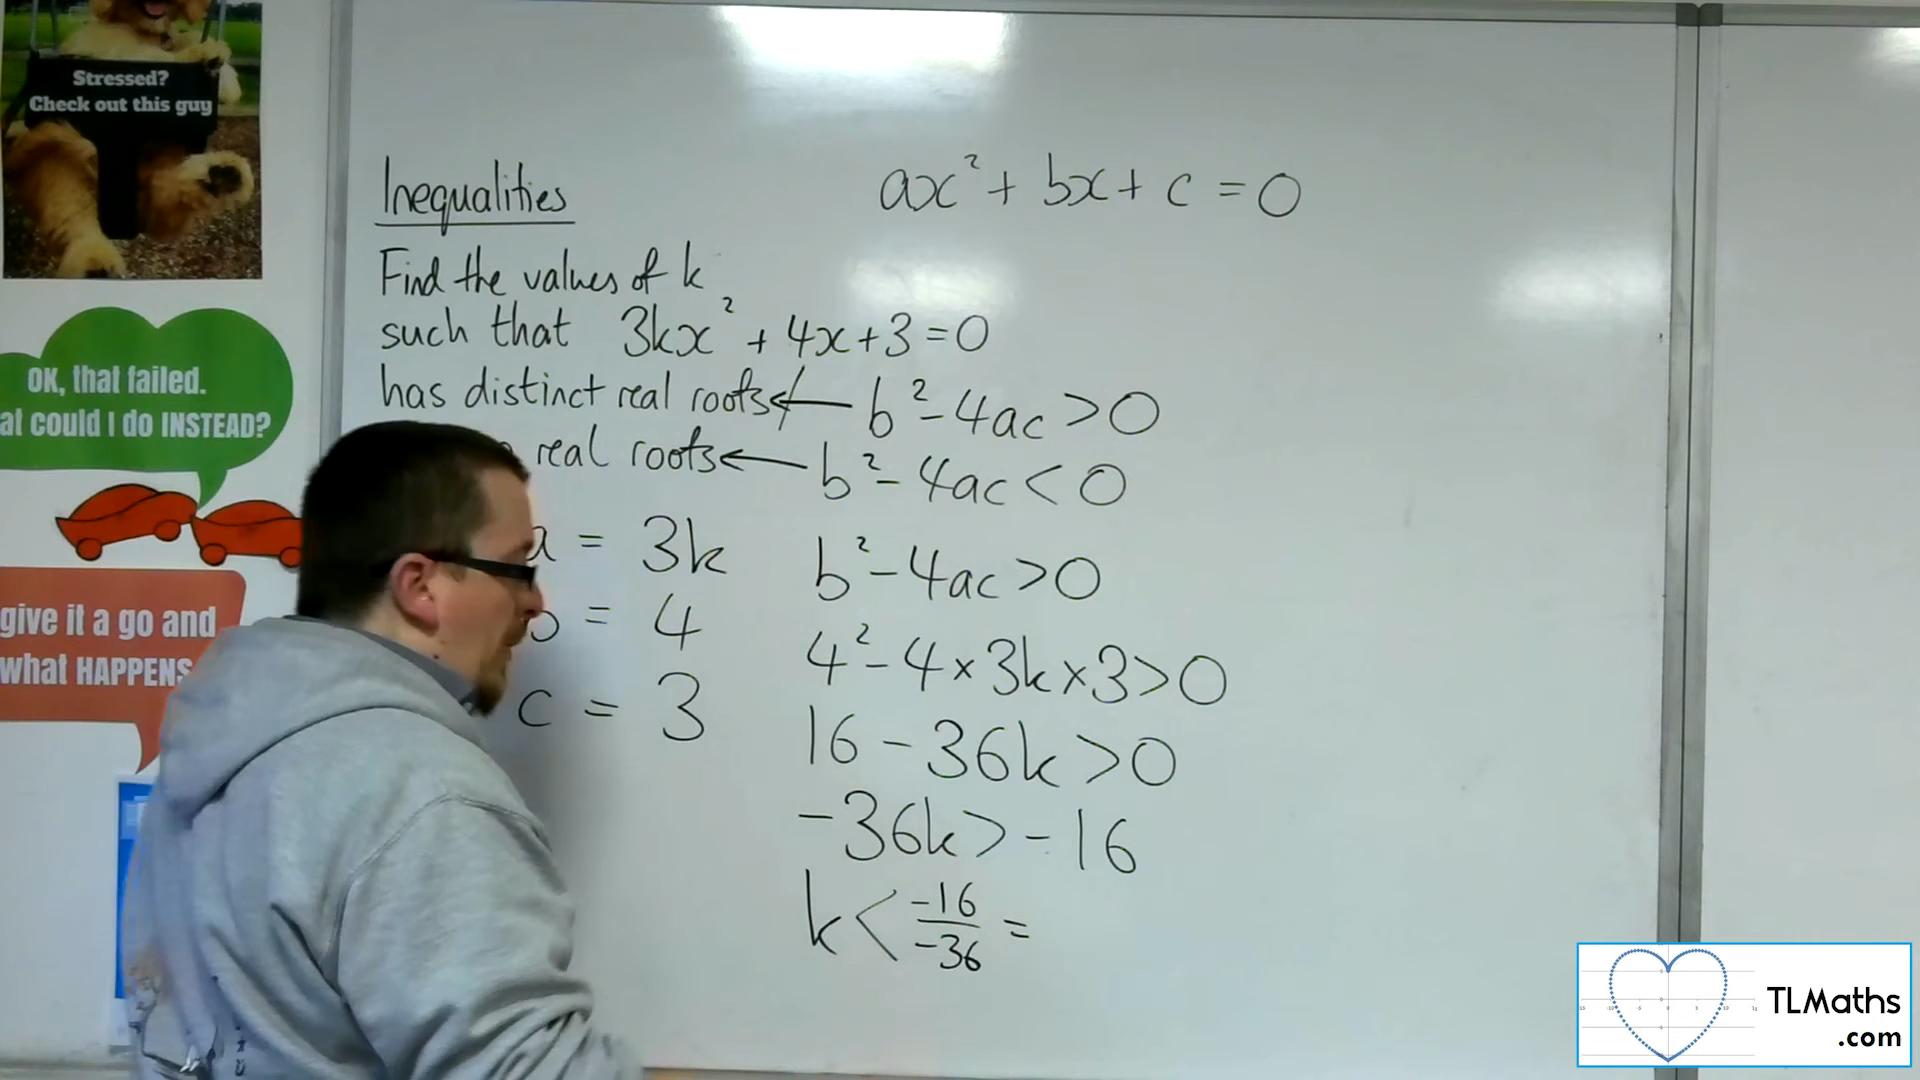 Stressed?
Check out this guy
OK, that failed.
at could I do INSTEAD?
give it a go and
what HAPPENS
Inequalities
ax² + bx + c = 0
Find the values of k
such that 3kx² + 4x + 3 = 0
has distinct real roots/ ← b² - 4ac > 0
real roots ← b² - 4ac < 0
a = 3k
b = 4
c = 3
b² - 4ac > 0
4² - 4 × 3k × 3 > 0
16 - 36k > 0
-36k > -16
k < -16/-36 =
TLMaths
.com